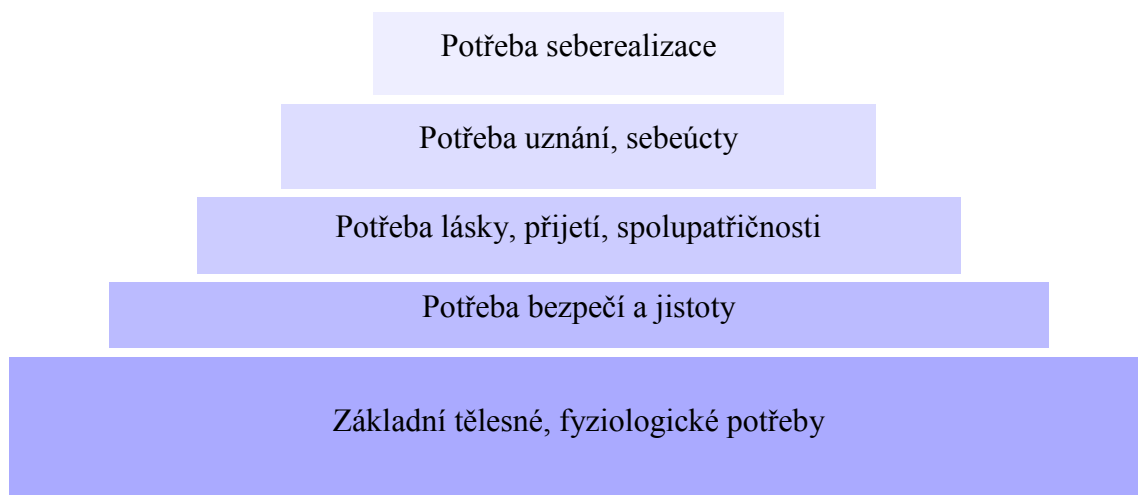 Potřeba seberealizace
Potřeba uznání, sebeúcty
Potřeba lásky, přijetí, spolupatřičnosti
Potřeba bezpečí a jistoty
Základní tělesné, fyziologické potřeby